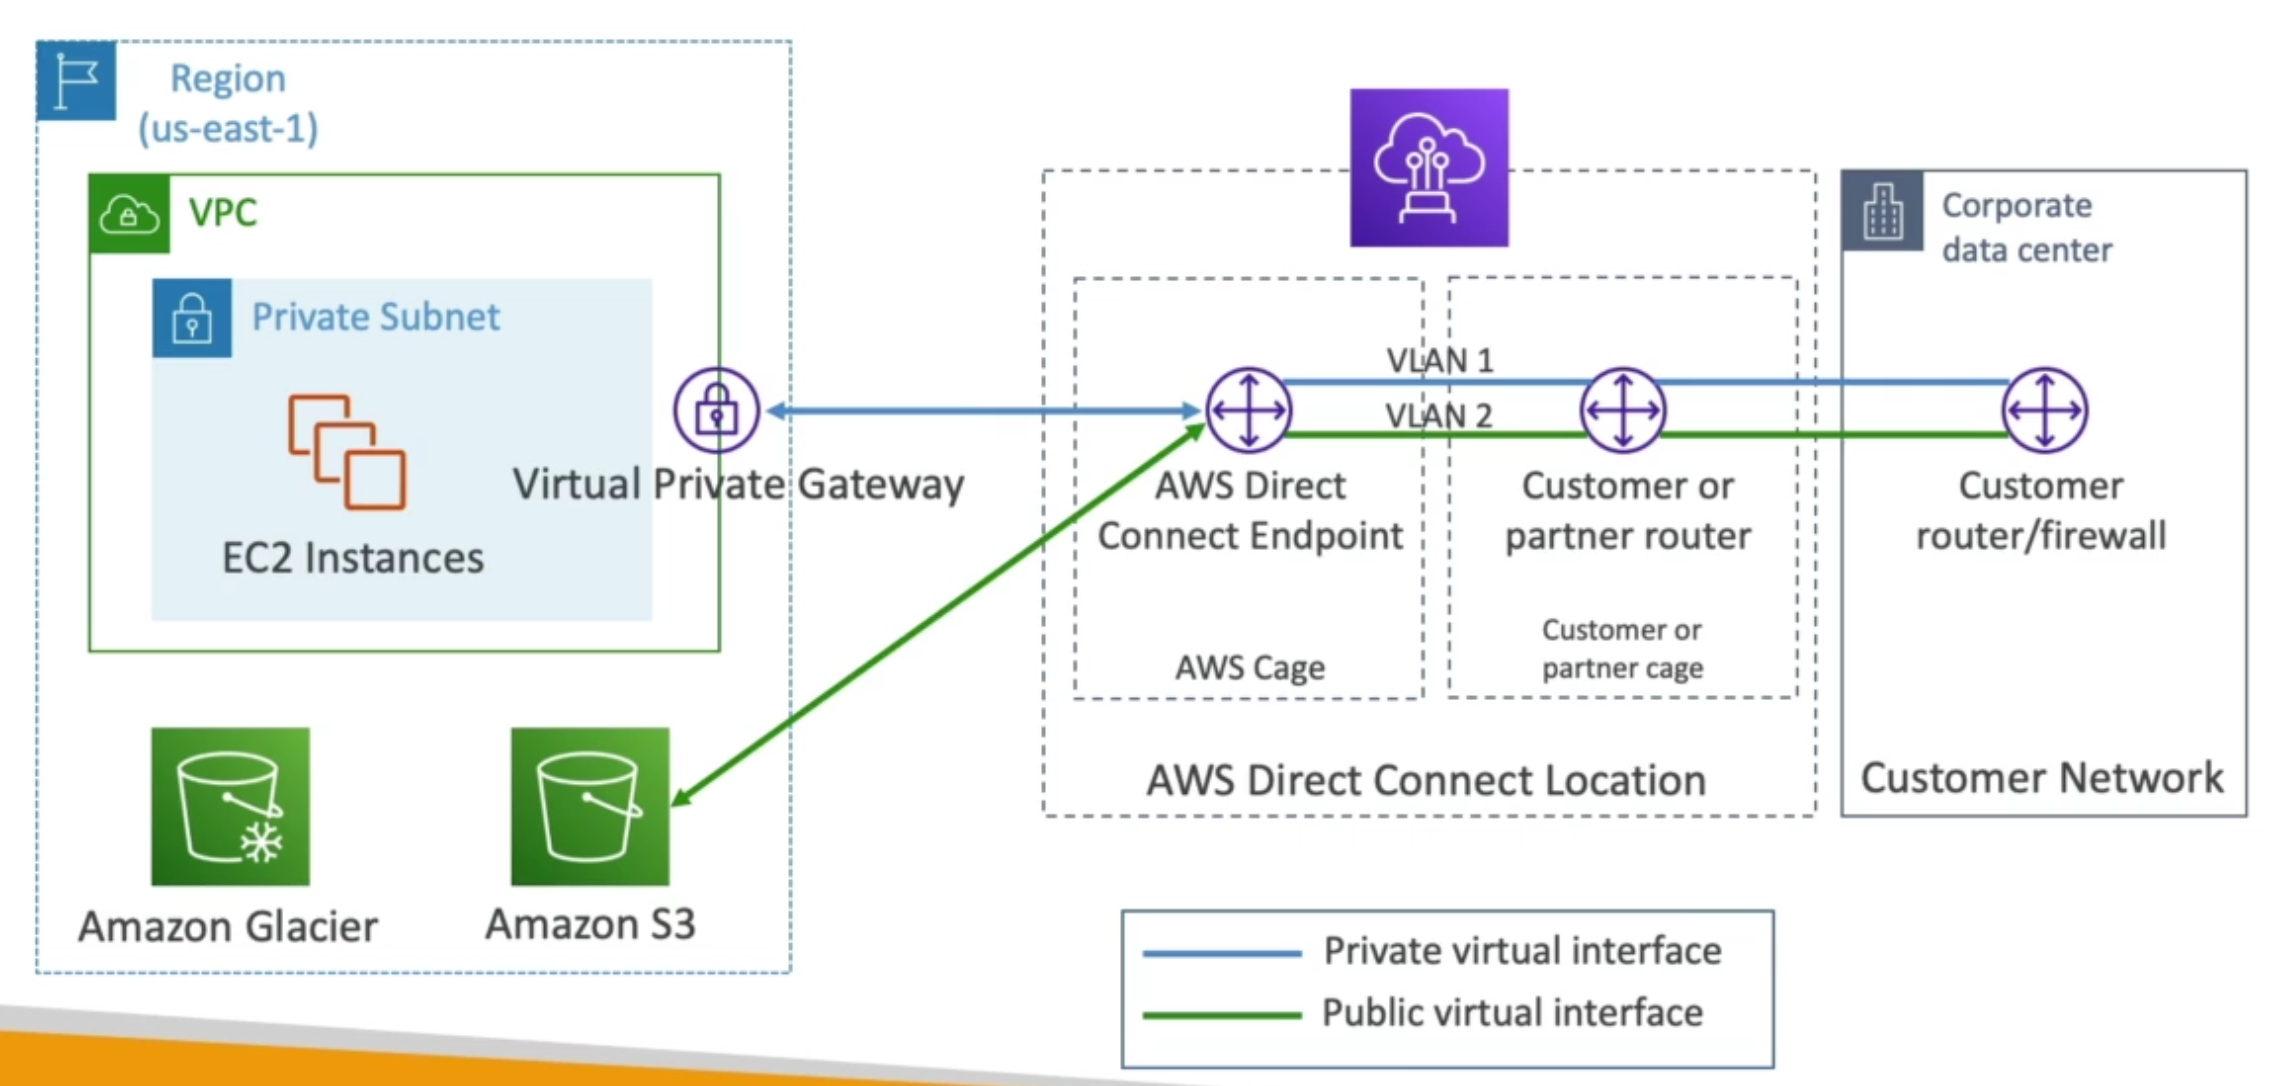 Region
(us-east-1)
VPC
Private Subnet
EC2 Instances
Virtual Private Gateway
Amazon Glacier
Amazon S3
VLAN 1
VLAN 2
AWS Direct
Connect Endpoint
AWS Cage
Customer or
partner router
Customer or
partner cage
AWS Direct Connect Location
Corporate
data center
Customer
router/firewall
Customer Network
Private virtual interface
Public virtual interface